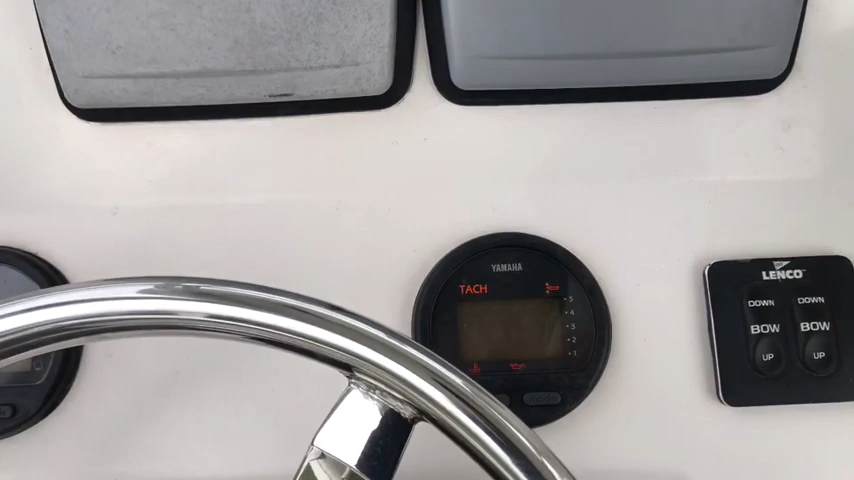 YAMAHA
TACH
5
4
3
2
1
LENCO
DOWN DOWN
BOW BOW
UP UP